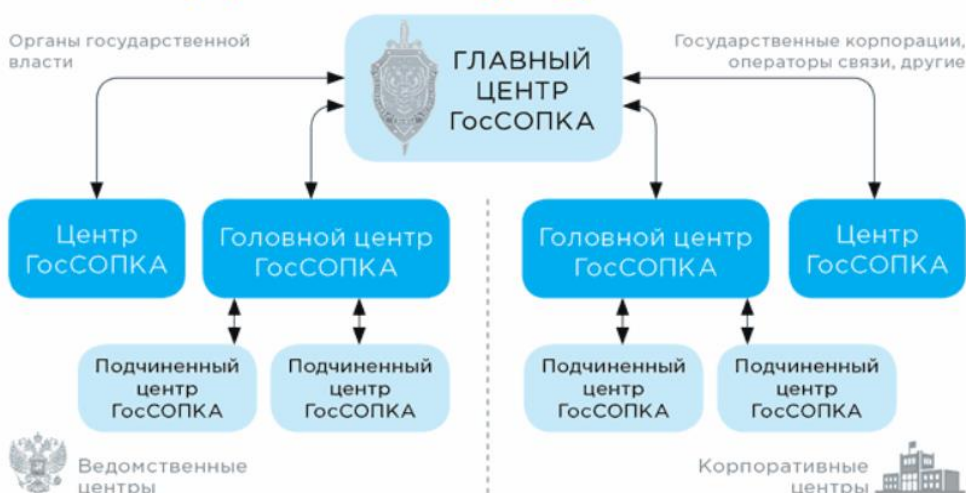 Органы государственной
власти
ГЛАВНЫЙ
ЦЕНТР
ГосСОПКА
Государственные корпорации,
операторы связи, другие
Центр
ГосСОПКА
Головной центр
ГосСОПКА
Головной центр
ГосСОПКА
Центр
ГосСОПКА
Подчиненный
центр
ГосСОПКА
Подчиненный
центр
ГосСОПКА
Подчиненный
центр
ГосСОПКА
Подчиненный
центр
ГосСОПКА
Ведомственные
центры
Корпоративные
центры